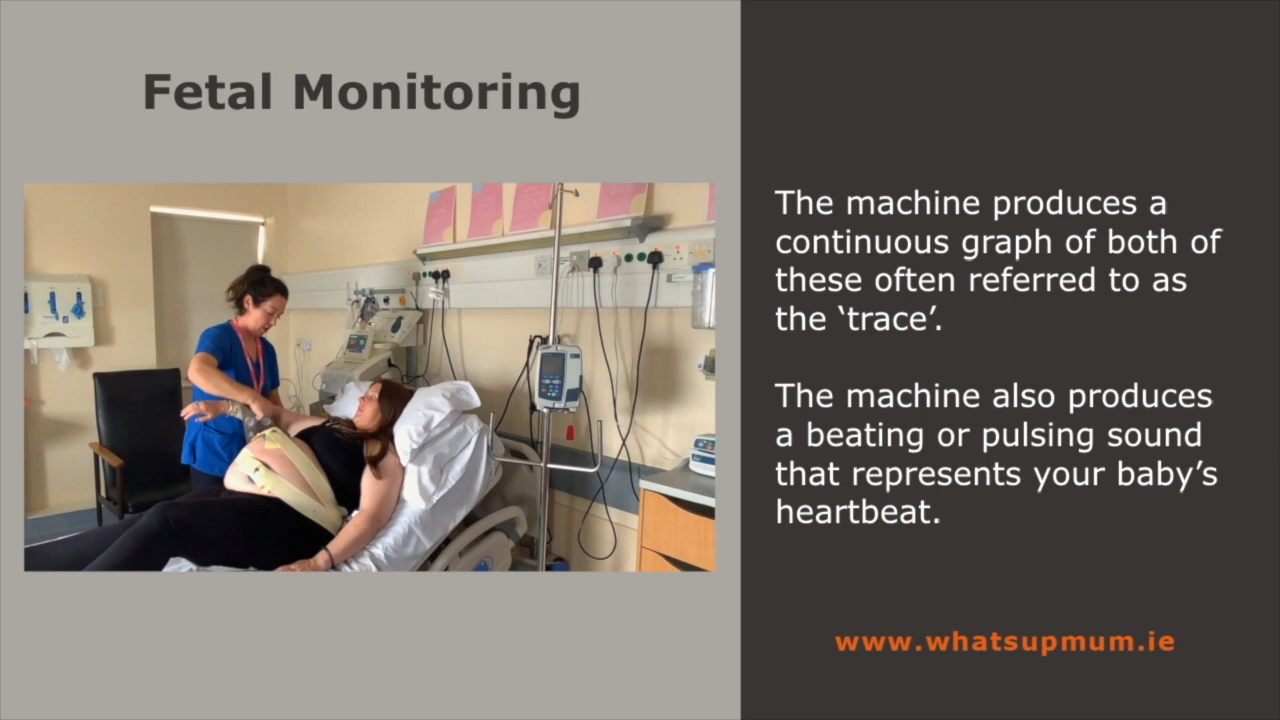 Fetal Monitoring
The machine produces a
continuous graph of both of
these often referred to as
the ‘trace’.
The machine also produces
a beating or pulsing sound
that represents your baby’s
heartbeat.
www.whatsupmum.ie